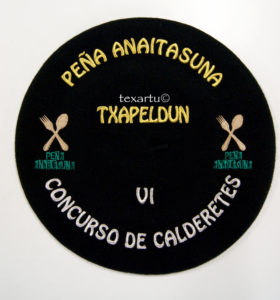 PEÑA ANAITASUNA
texartu©
TXAPELDUN
PEÑA
ANAITASUNA
PEÑA
ANAITASUNA
VI
CONCURSO DE CALDERETES